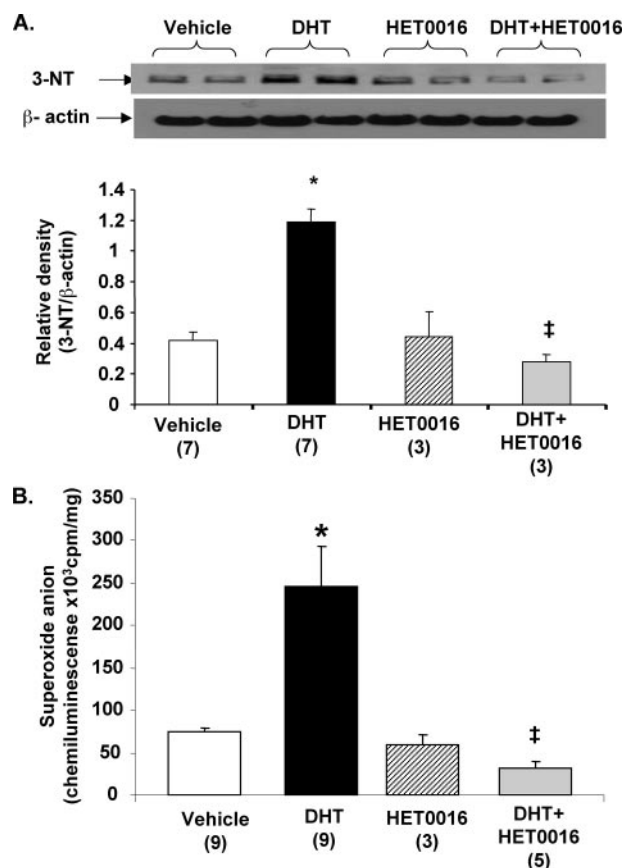 A.
Vehicle DHT HET0016 DHT+HET0016
3-NT
β- actin
Relative density
(3-NT/β-actin)
1.4
1.2
1
0.8
0.6
0.4
0.2
0
*
‡
Vehicle
(7)
DHT
(7)
HET0016
(3)
DHT+
HET0016
(3)
B.
Superoxide anion
(chemiluminescense x10³cpm/mg)
350
300
250
200
150
100
50
0
*
‡
Vehicle
(9)
DHT
(9)
HET0016
(3)
DHT+
HET0016
(5)